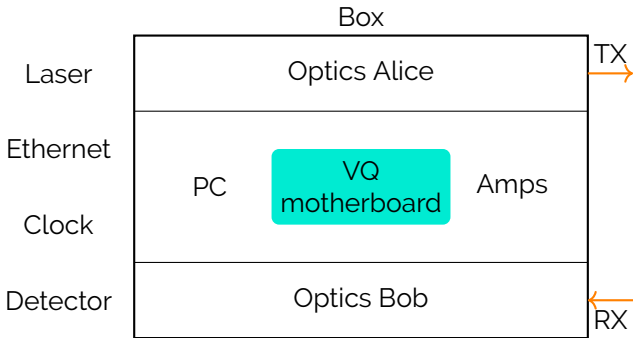 Box
TX
Laser
Optics Alice
Ethernet
PC
VQ
motherboard
Amps
Clock
Detector
Optics Bob
RX